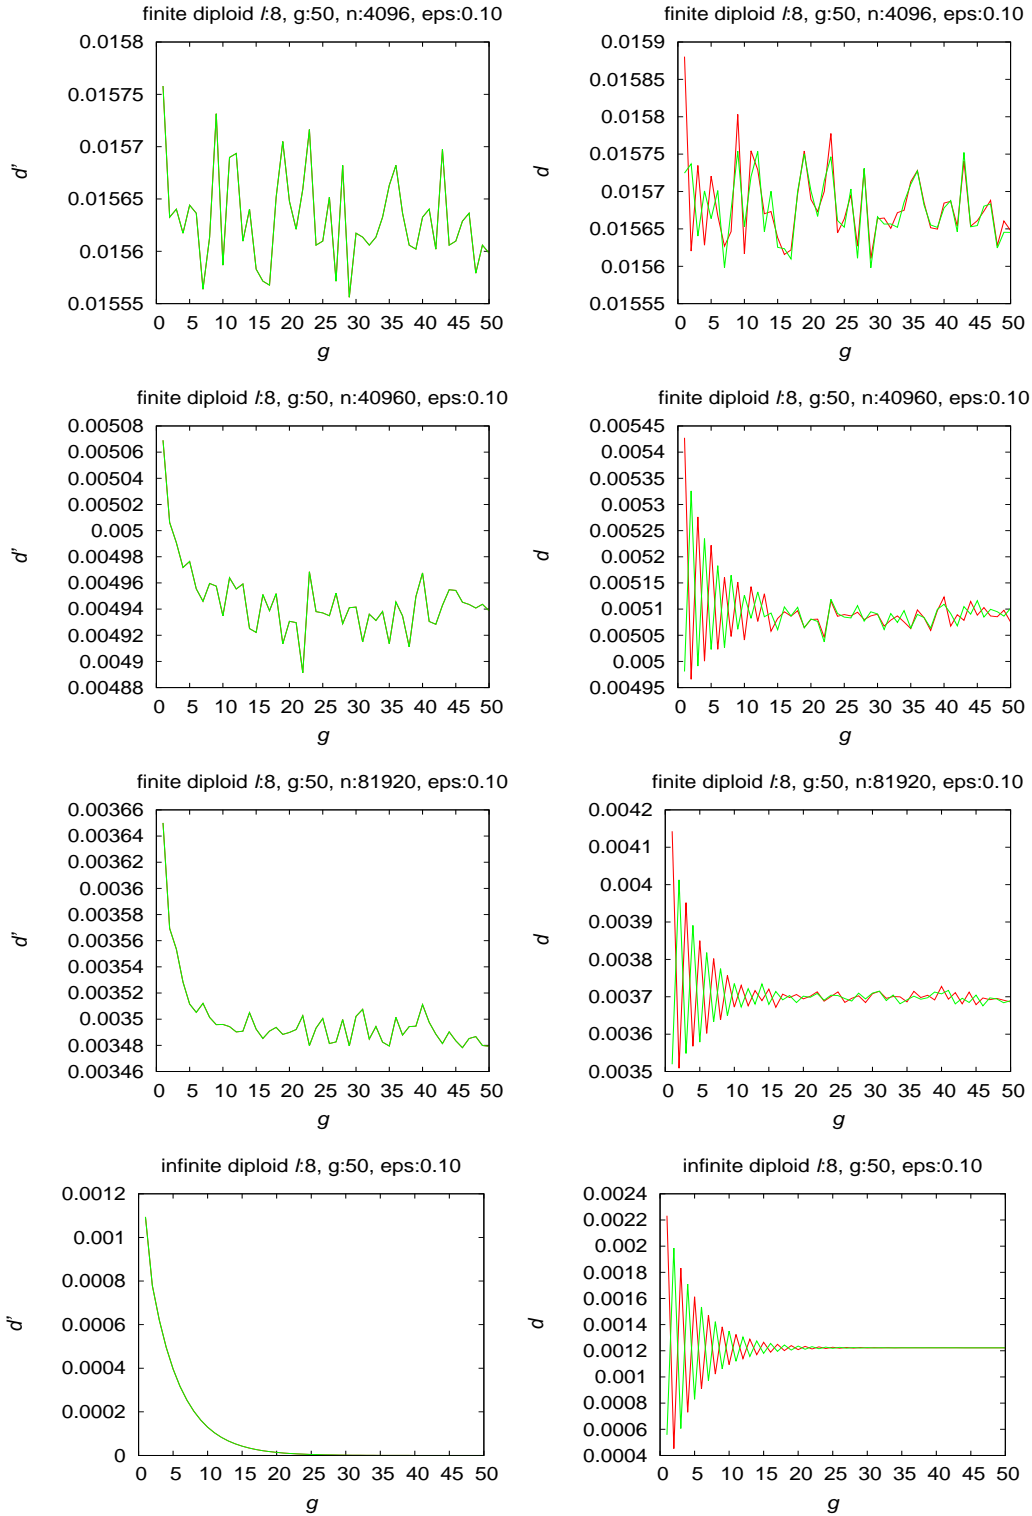 finite diploid l:8, g:50, n:4096, eps:0.10
0.0158
0.01575
0.0157
0.01565
0.0156
0.01555
d'
0 5 10 15 20 25 30 35 40 45 50
g
finite diploid l:8, g:50, n:4096, eps:0.10
0.0159
0.01585
0.0158
0.01575
0.0157
0.01565
0.0156
0.01555
d
0 5 10 15 20 25 30 35 40 45 50
g
finite diploid l:8, g:50, n:40960, eps:0.10
0.00508
0.00506
0.00504
0.00502
0.005
0.00498
0.00496
0.00494
0.00492
0.0049
0.00488
d'
0 5 10 15 20 25 30 35 40 45 50
g
finite diploid l:8, g:50, n:40960, eps:0.10
0.00545
0.0054
0.00535
0.0053
0.00525
0.0052
0.00515
0.0051
0.00505
0.005
0.00495
d
0 5 10 15 20 25 30 35 40 45 50
g
finite diploid l:8, g:50, n:81920, eps:0.10
0.00366
0.00364
0.00362
0.0036
0.00358
0.00356
0.00354
0.00352
0.0035
0.00348
0.00346
d'
0 5 10 15 20 25 30 35 40 45 50
g
finite diploid l:8, g:50, n:81920, eps:0.10
0.0042
0.0041
0.004
0.0039
0.0038
0.0037
0.0036
0.0035
d
0 5 10 15 20 25 30 35 40 45 50
g
infinite diploid l:8, g:50, eps:0.10
0.0012
0.001
0.0008
0.0006
0.0004
0.0002
0
d'
0 5 10 15 20 25 30 35 40 45 50
g
infinite diploid l:8, g:50, eps:0.10
0.0024
0.0022
0.002
0.0018
0.0016
0.0014
0.0012
0.001
0.0008
0.0006
0.0004
d
0 5 10 15 20 25 30 35 40 45 50
g